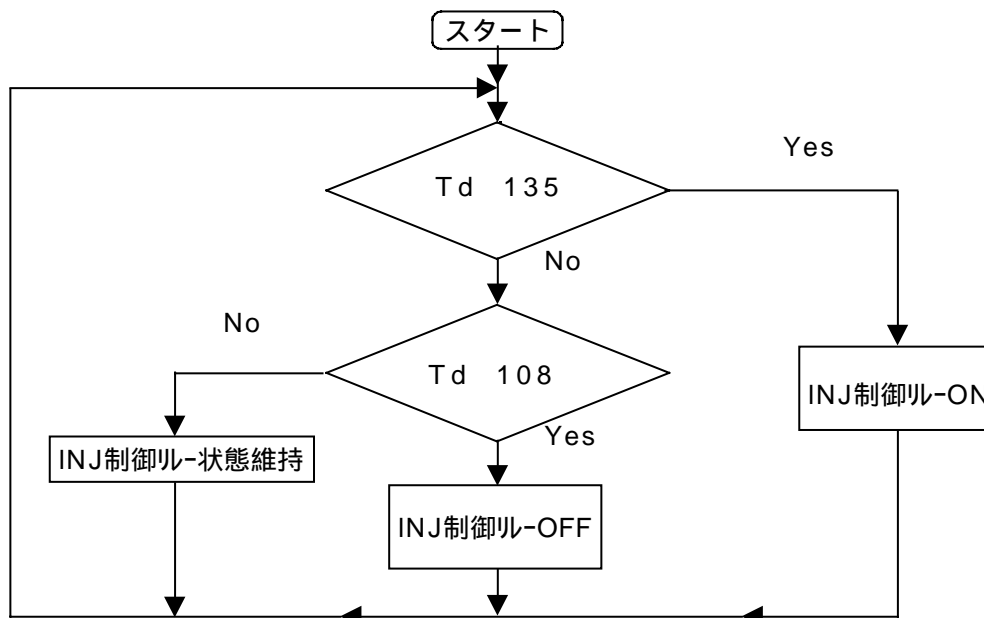 スタート
Yes
Td 135
No
No
Td 108
INJ制御リレーON
Yes
INJ制御リレー状態維持
INJ制御リレーOFF